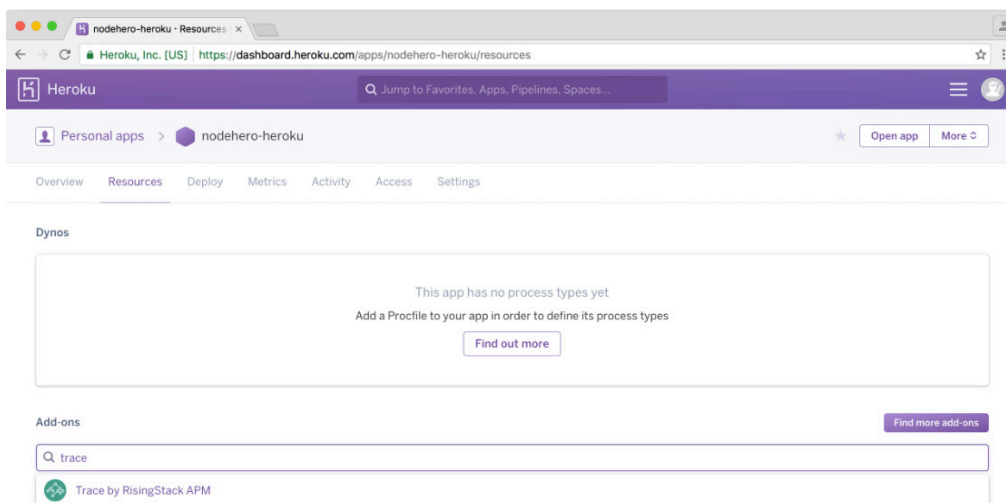 nodehero-heroku · Resources
Heroku, Inc. [US] https://dashboard.heroku.com/apps/nodehero-heroku/resources
Heroku
Jump to Favorites, Apps, Pipelines, Spaces...
Personal apps > nodehero-heroku
Open app
More
Overview Resources Deploy Metrics Activity Access Settings
Dynos
This app has no process types yet
Add a Procfile to your app in order to define its process types
Find out more
Add-ons
Find more add-ons
trace
Trace by RisingStack APM